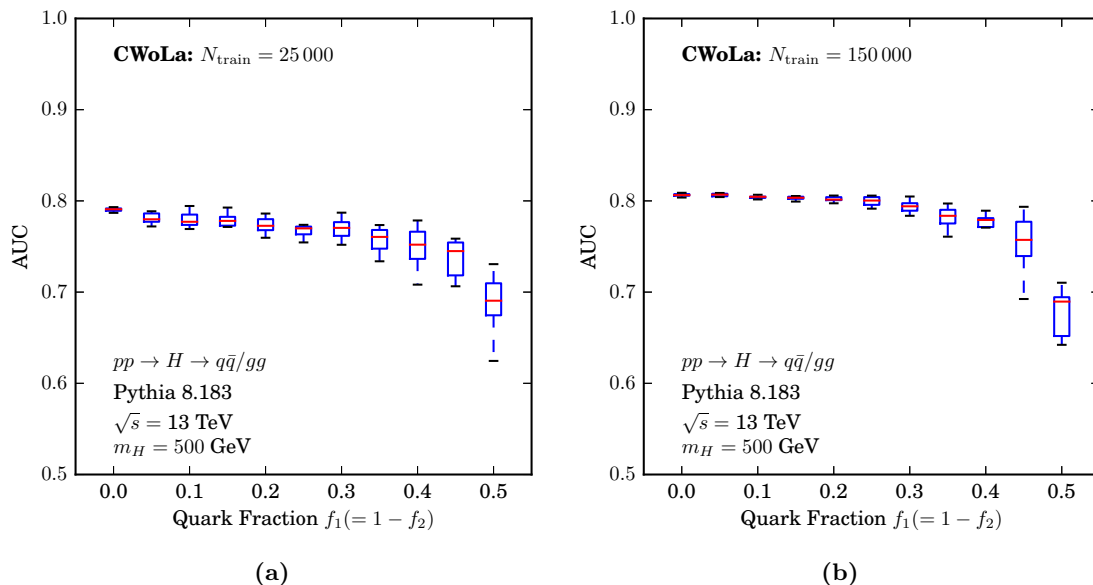 1.0
0.9
0.8
0.7
0.6
0.5
AUC
CWoLa: N_train = 25 000
pp → H → qq̄/gg
Pythia 8.183
√s = 13 TeV
m_H = 500 GeV
0.0 0.1 0.2 0.3 0.4 0.5
Quark Fraction f₁(= 1 − f₂)
(a)
1.0
0.9
0.8
0.7
0.6
0.5
AUC
CWoLa: N_train = 150 000
pp → H → qq̄/gg
Pythia 8.183
√s = 13 TeV
m_H = 500 GeV
0.0 0.1 0.2 0.3 0.4 0.5
Quark Fraction f₁(= 1 − f₂)
(b)